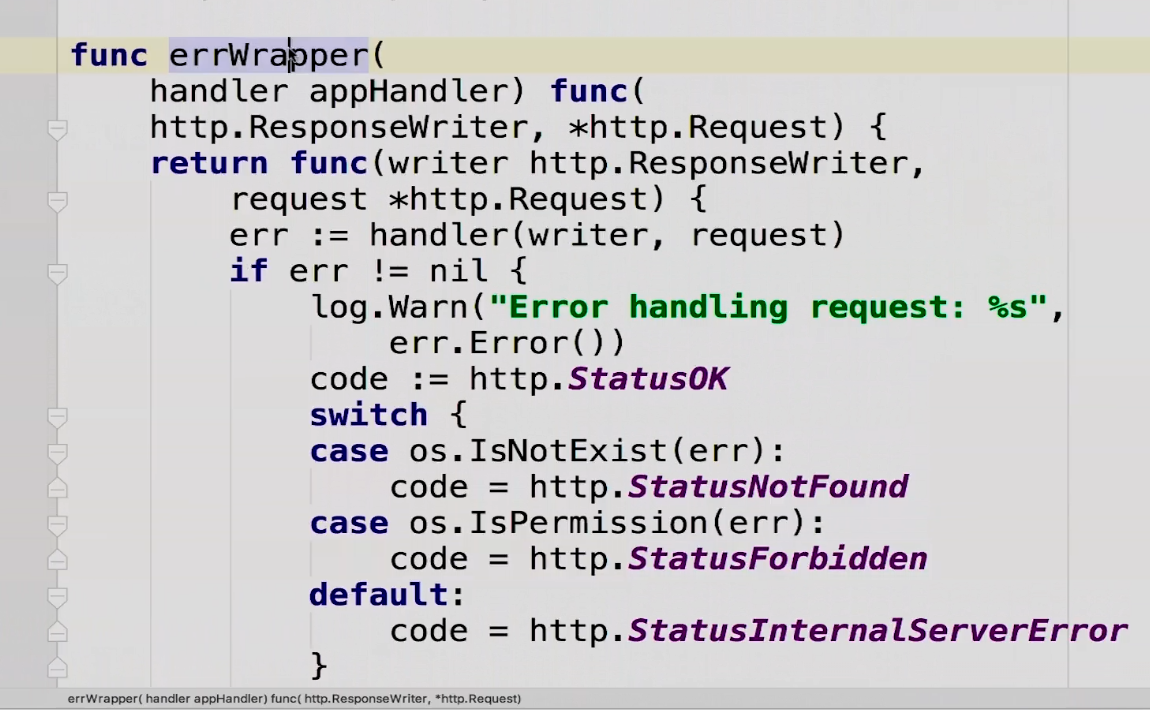 func errWrapper(
handler appHandler) func(
http.ResponseWriter, *http.Request) {
return func(writer http.ResponseWriter,
request *http.Request) {
err := handler(writer, request)
if err != nil {
log.Warn("Error handling request: %s",
err.Error())
code := http.StatusOK
switch {
case os.IsNotExist(err):
code = http.StatusNotFound
case os.IsPermission(err):
code = http.StatusForbidden
default:
code = http.StatusInternalServerError
}
errWrapper( handler appHandler) func( http.ResponseWriter, *http.Request)